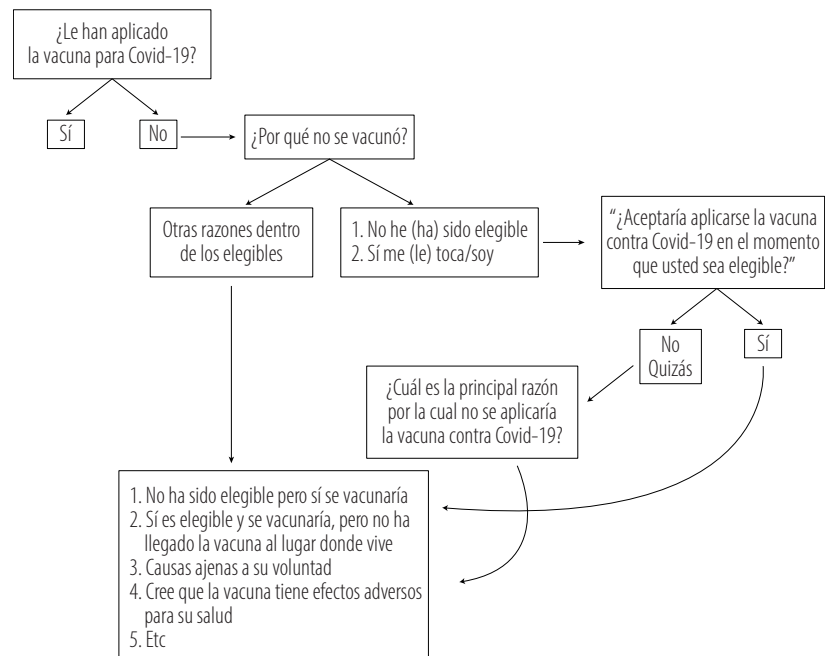 ¿Le han aplicado
la vacuna para Covid-19?
Sí
No
¿Por qué no se vacunó?
Otras razones dentro
de los elegibles
1. No he (ha) sido elegible
2. Sí me (le) toca/soy
“¿Aceptaría aplicarse la vacuna
contra Covid-19 en el momento
que usted sea elegible?”
No
Quizás
Sí
¿Cuál es la principal razón
por la cual no se aplicaría
la vacuna contra Covid-19?
1. No ha sido elegible pero sí se vacunaría
2. Sí es elegible y se vacunaría, pero no ha
llegado la vacuna al lugar donde vive
3. Causas ajenas a su voluntad
4. Cree que la vacuna tiene efectos adversos
para su salud
5. Etc